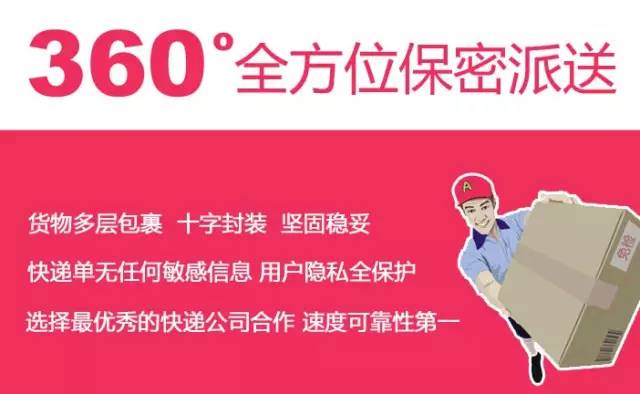 360°全方位保密派送
货物多层包裹 十字封装 坚固稳妥
快递单无任何敏感信息 用户隐私全保护
选择最优秀的快递公司合作 速度可靠性第一
A
免检